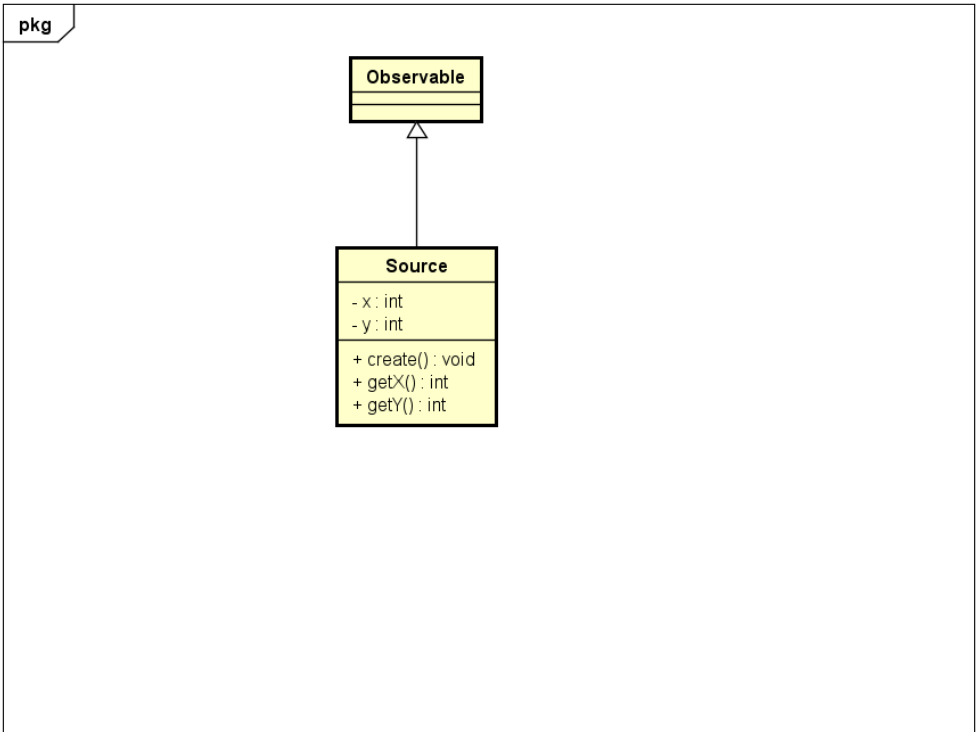 pkg
Observable
Source
- x : int
- y : int
+ create() : void
+ getX() : int
+ getY() : int